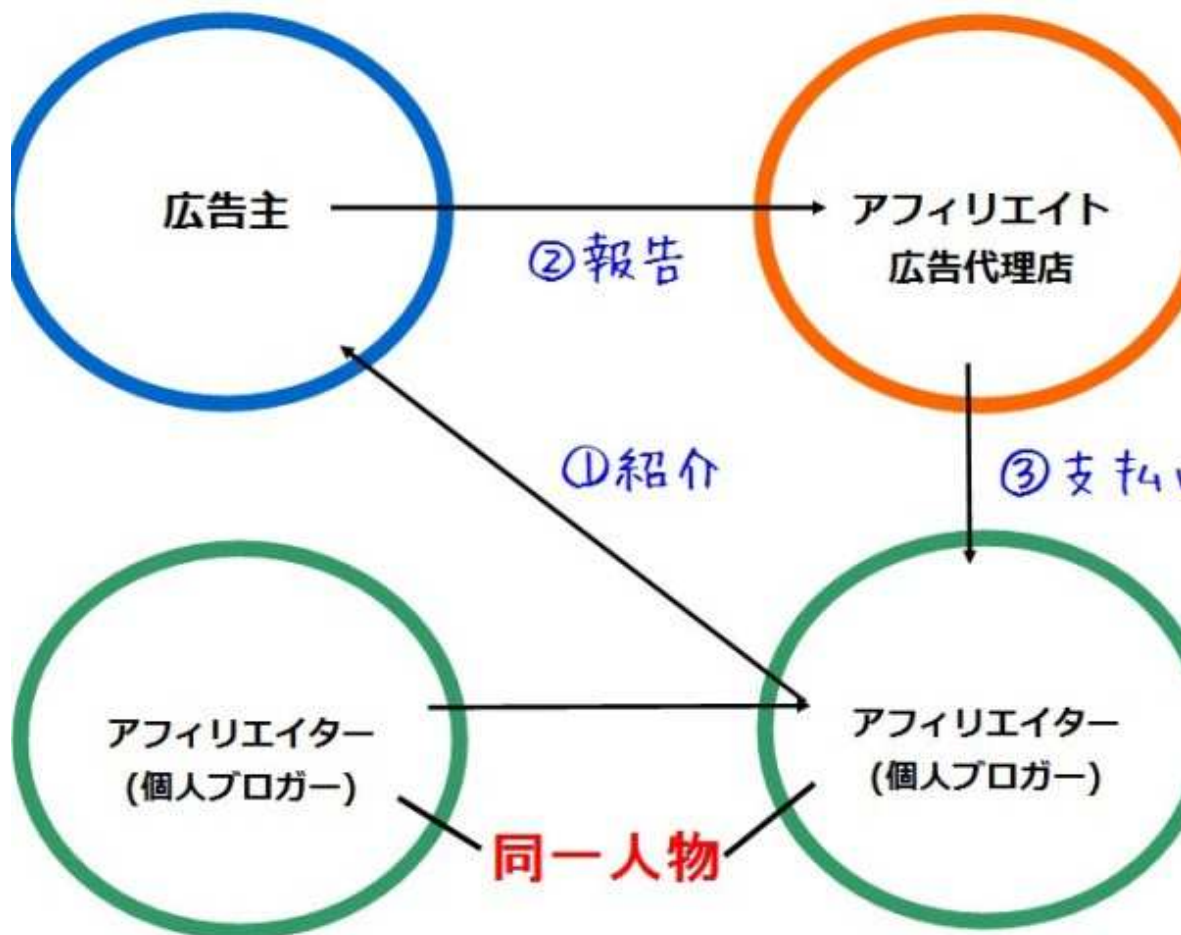 広告主
アフィリエイト
広告代理店
②報告
①紹介
③支払
アフィリエイター
(個人ブロガー)
アフィリエイター
(個人ブロガー)
同一人物